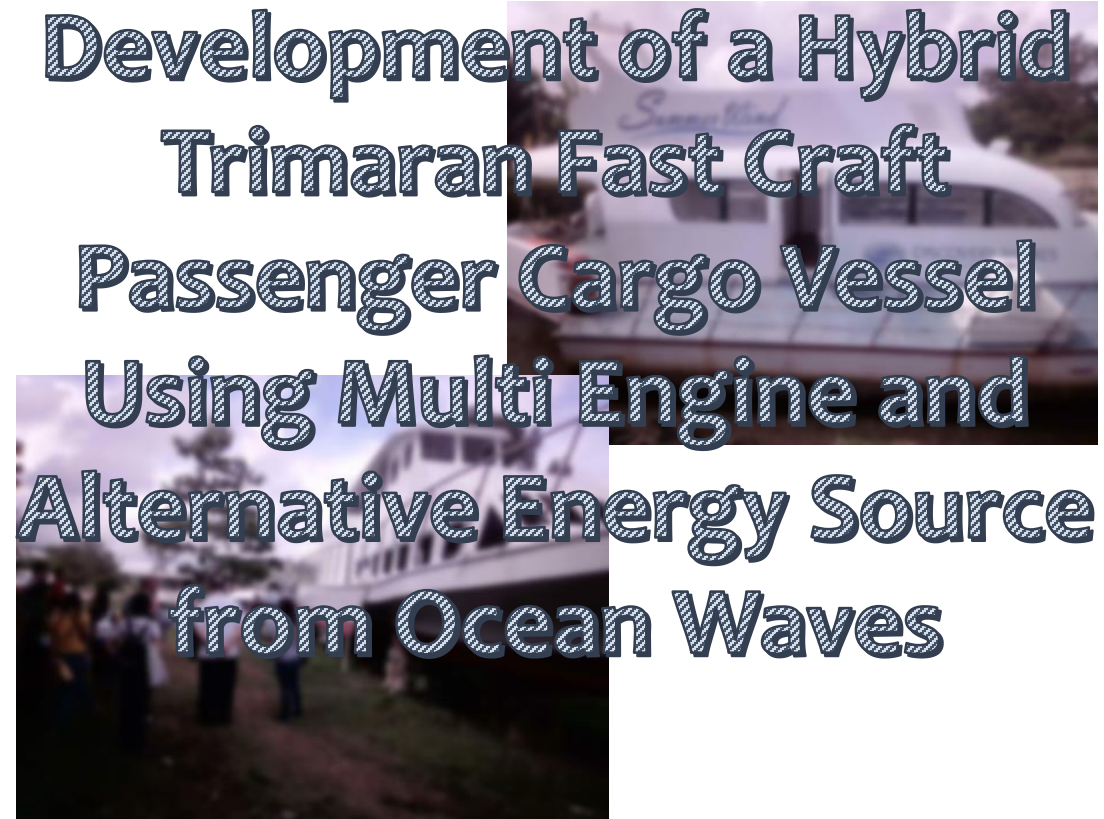 Development of a Hybrid
Trimaran Fast Craft
Passenger Cargo Vessel
Using Multi Engine and
Alternative Energy Source
from Ocean Waves